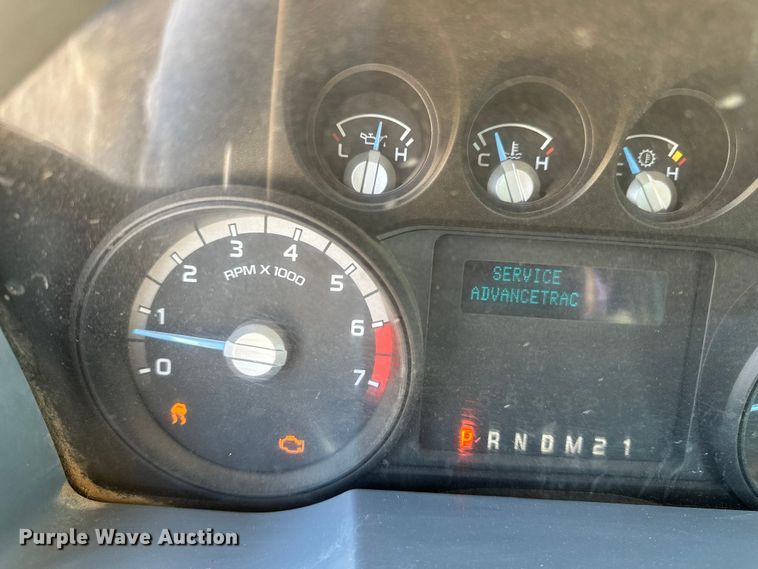 L H
C H
C H
SERVICE
ADVANCETRAC
0 1 2 3 4 5 6 7
RPM X 1000
P R N D M 2 1
Purple Wave Auction